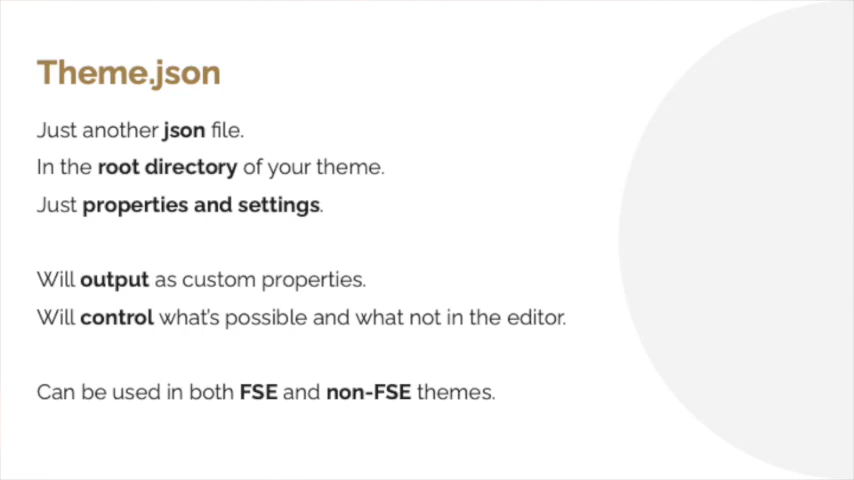 Theme.json
Just another json file.
In the root directory of your theme.
Just properties and settings.
Will output as custom properties.
Will control what's possible and what not in the editor.
Can be used in both FSE and non-FSE themes.